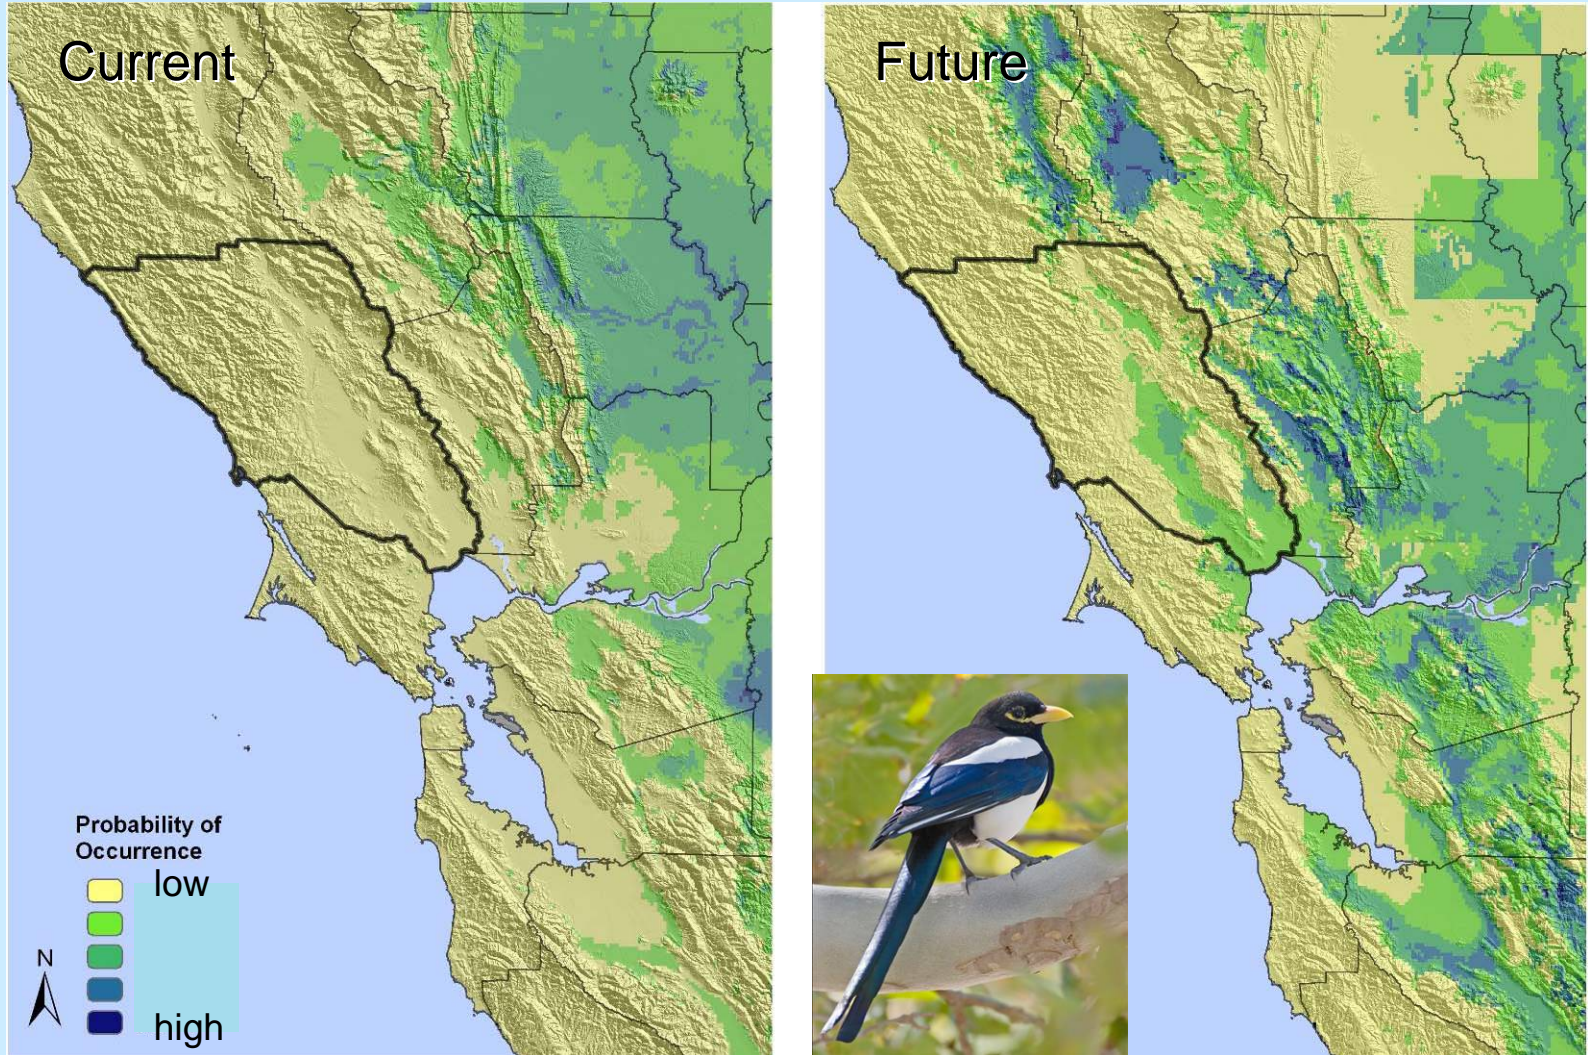 Current
Future
Probability of
Occurrence
low
high
N